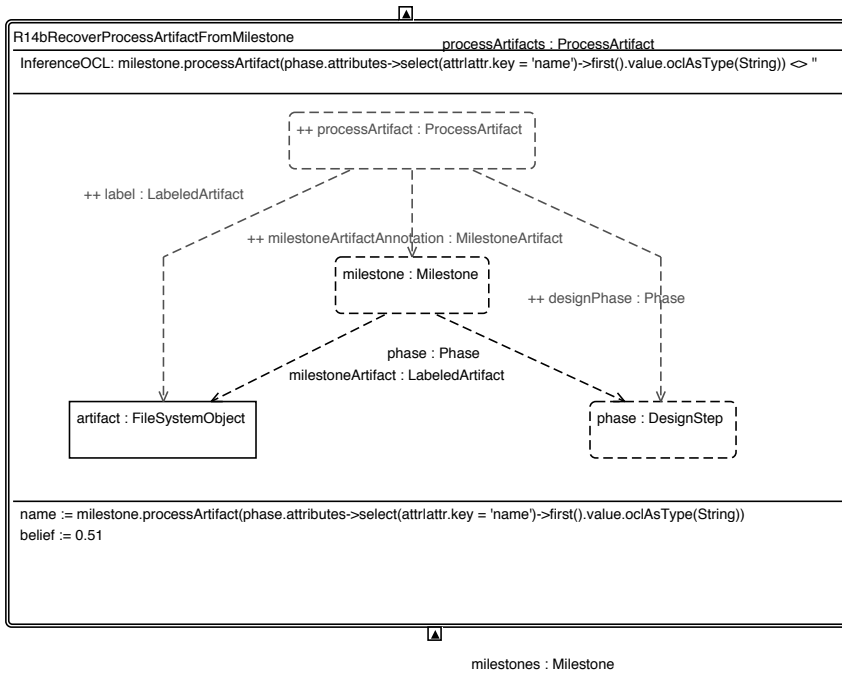 R14bRecoverProcessArtifactFromMilestone
processArtifacts : ProcessArtifact
InferenceOCL: milestone.processArtifact(phase.attributes->select(attr|attr.key = 'name')->first().value.oclAsType(String)) <> ''
++ processArtifact : ProcessArtifact
++ label : LabeledArtifact
++ milestoneArtifactAnnotation : MilestoneArtifact
milestone : Milestone
++ designPhase : Phase
phase : Phase
milestoneArtifact : LabeledArtifact
artifact : FileSystemObject
phase : DesignStep
name := milestone.processArtifact(phase.attributes->select(attr|attr.key = 'name')->first().value.oclAsType(String))
belief := 0.51
milestones : Milestone